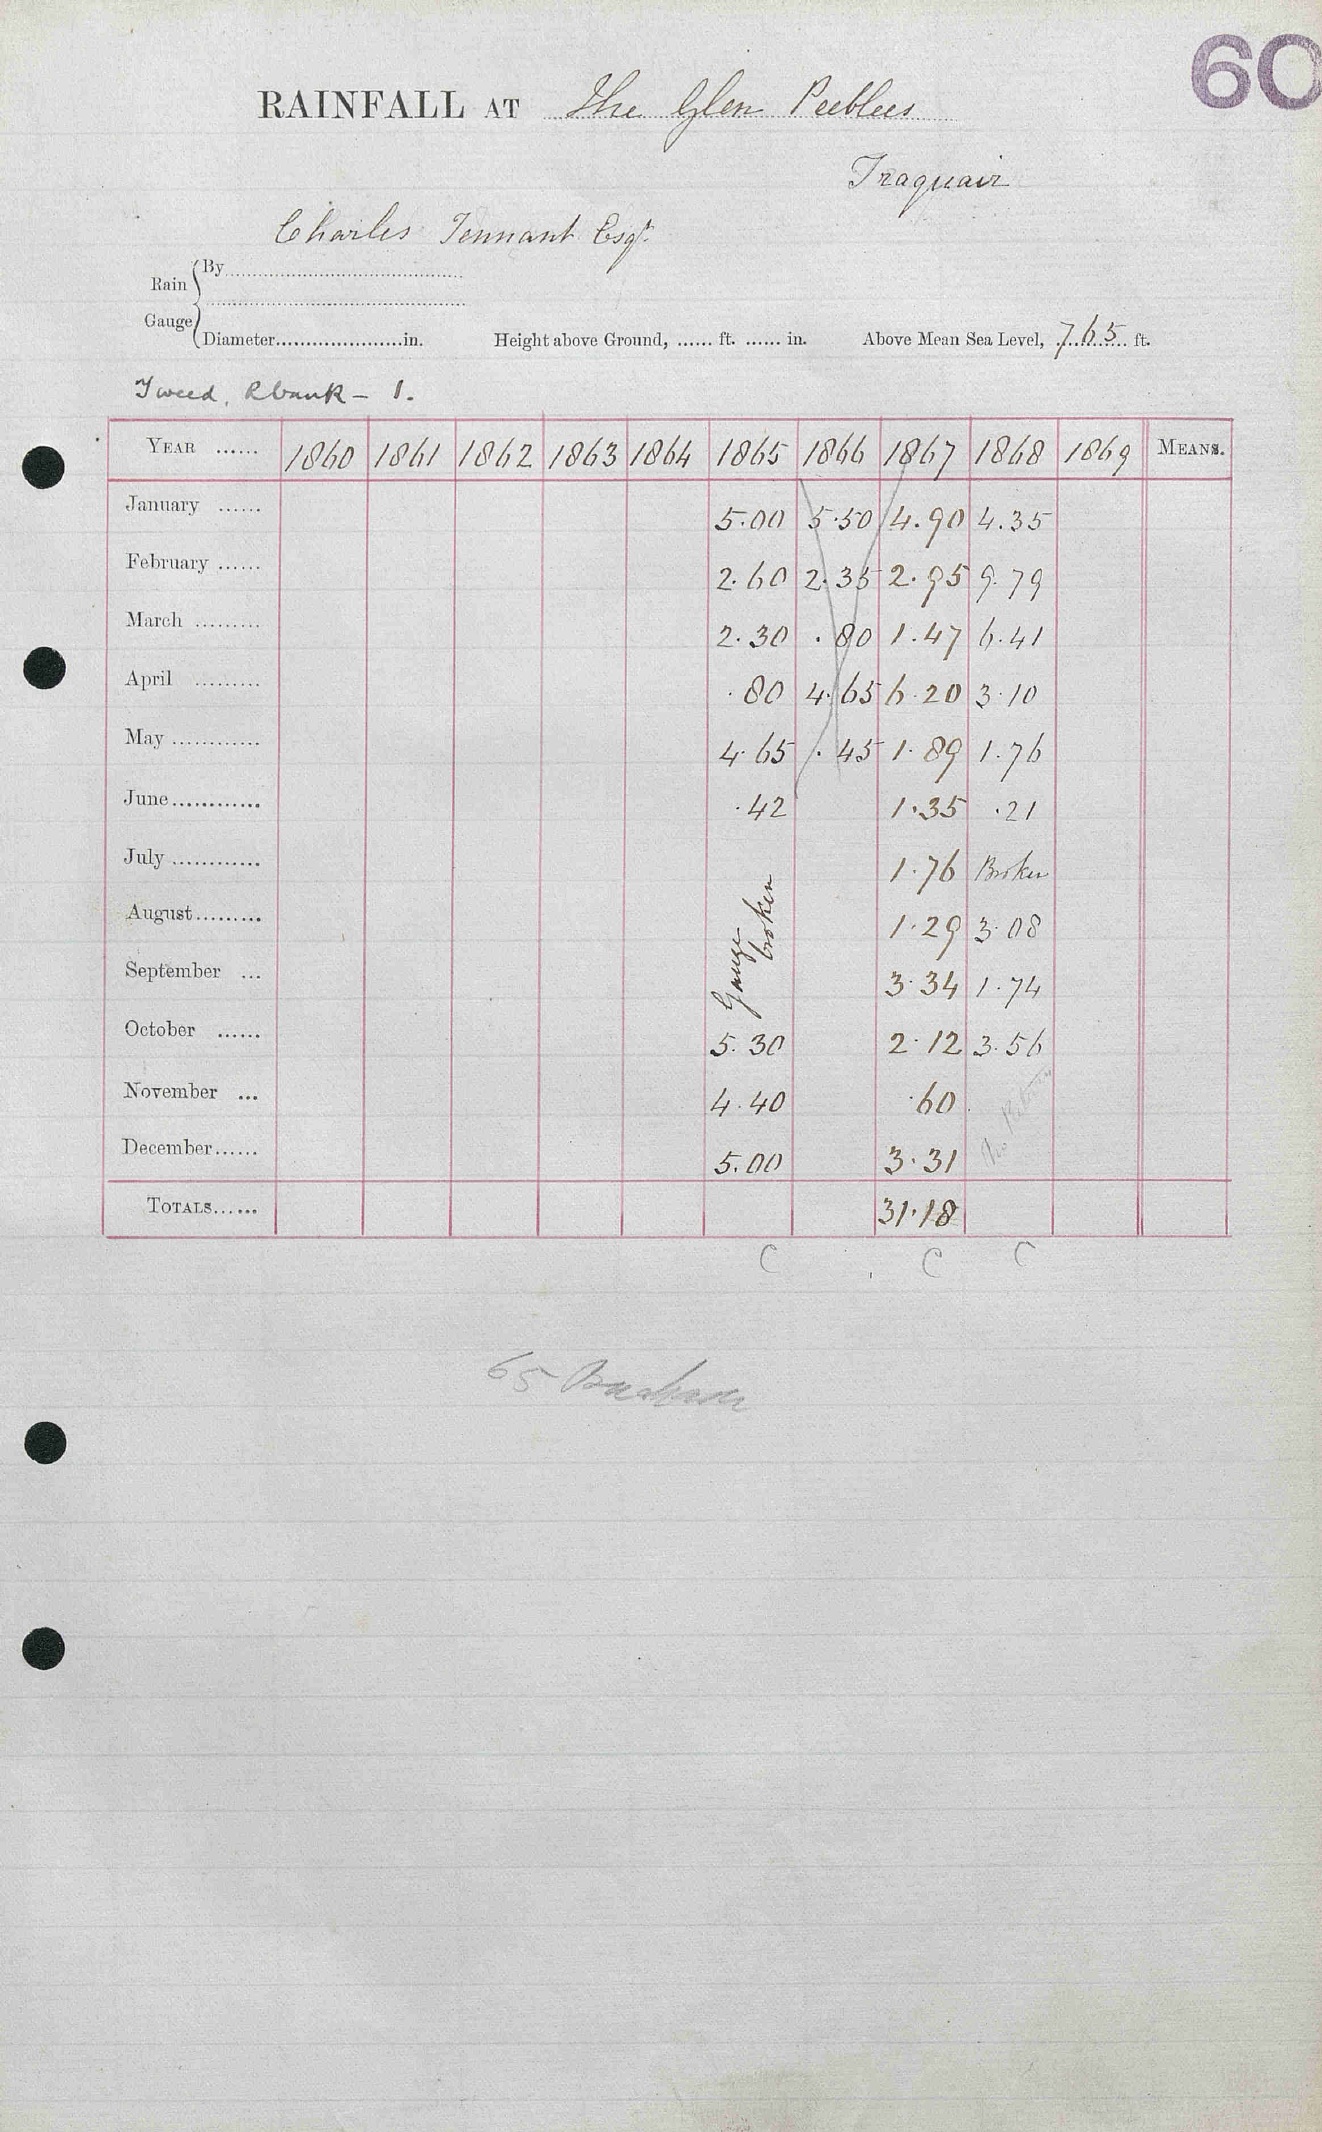 60
RAINFALL AT The Glen Peeblees
Traquair
Charles Tennant Esqr.
Rain Gauge { By
Diameter......in. Height above Ground, ...... ft. ...... in. Above Mean Sea Level, 765 ft.
Tweed. R bank – 1.
YEAR ...... 1860 1861 1862 1863 1864 1865 1866 1867 1868 1869 MEANS.
January ...... 5.00 5.50 4.90 4.35
February ...... 2.60 2.35 2.95 9.79
March ......... 2.30 .80 1.47 6.41
April ......... .80 4.65 6.20 3.10
May ............ 4.65 .45 1.89 1.76
June............ .42 1.35 .21
July ............ Gauge broken 1.76 Broken
August......... 1.29 3.08
September ... 3.34 1.74
October ...... 5.30 2.12 3.56
November ... 4.40 .60 No Return
December...... 5.00 3.31
TOTALS...... 31.18
C C C
65